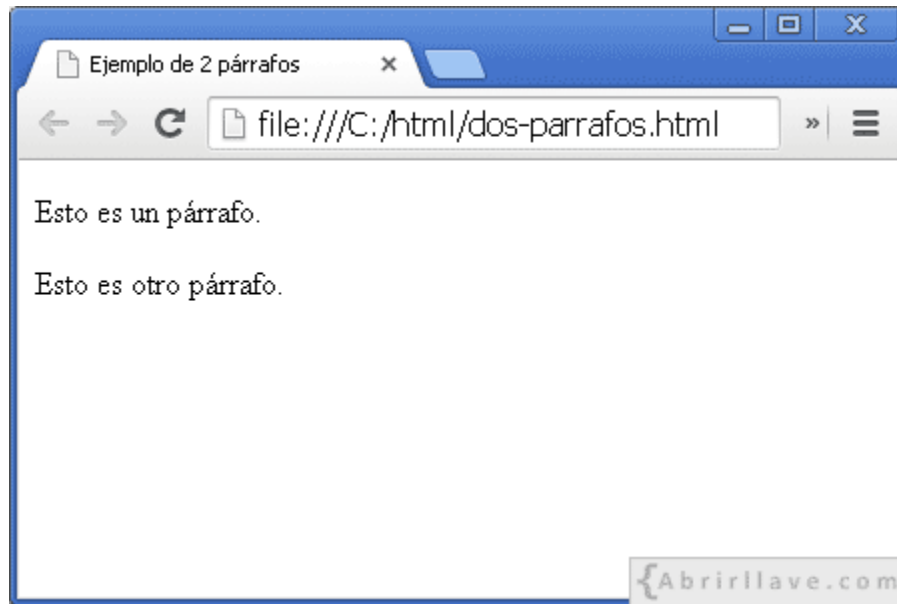 Ejemplo de 2 párrafos
file:///C:/html/dos-parrafos.html
Esto es un párrafo.
Esto es otro párrafo.
{Abrirllave.com